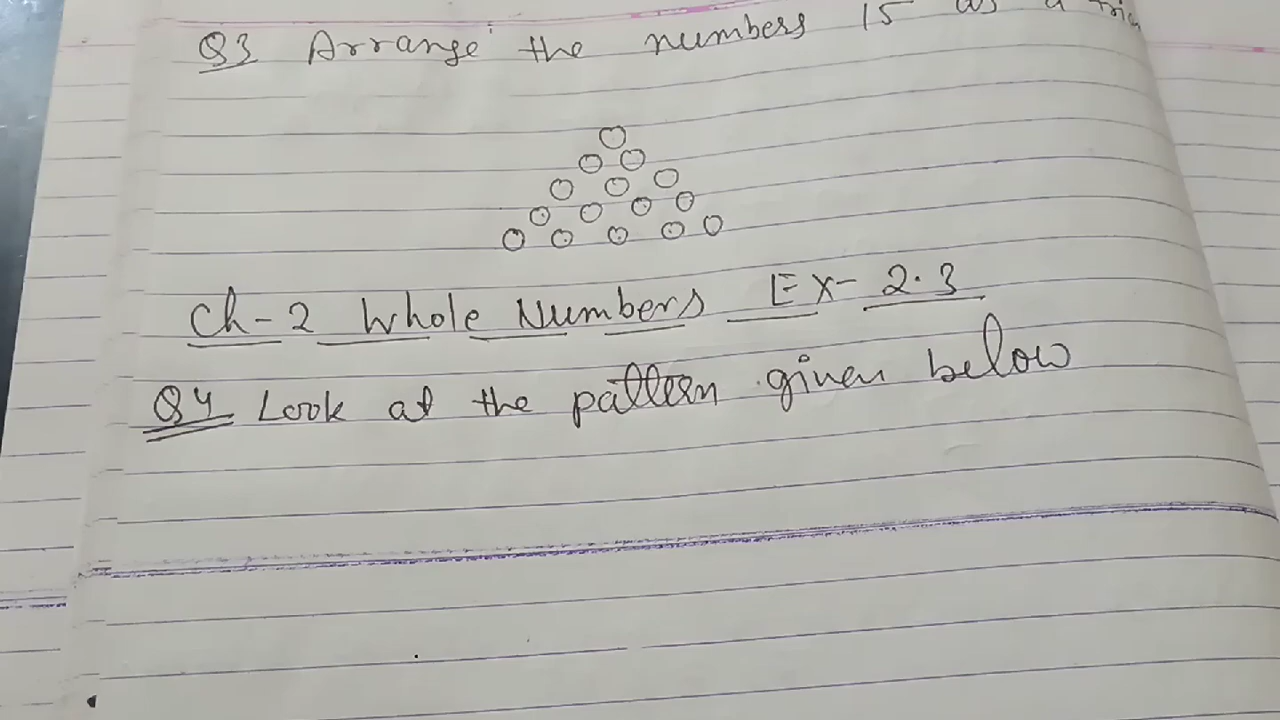 Q3 Arrange the numbers 15 as a
Ch-2 Whole Numbers Ex-2.3
Q4 Look at the pattern given below